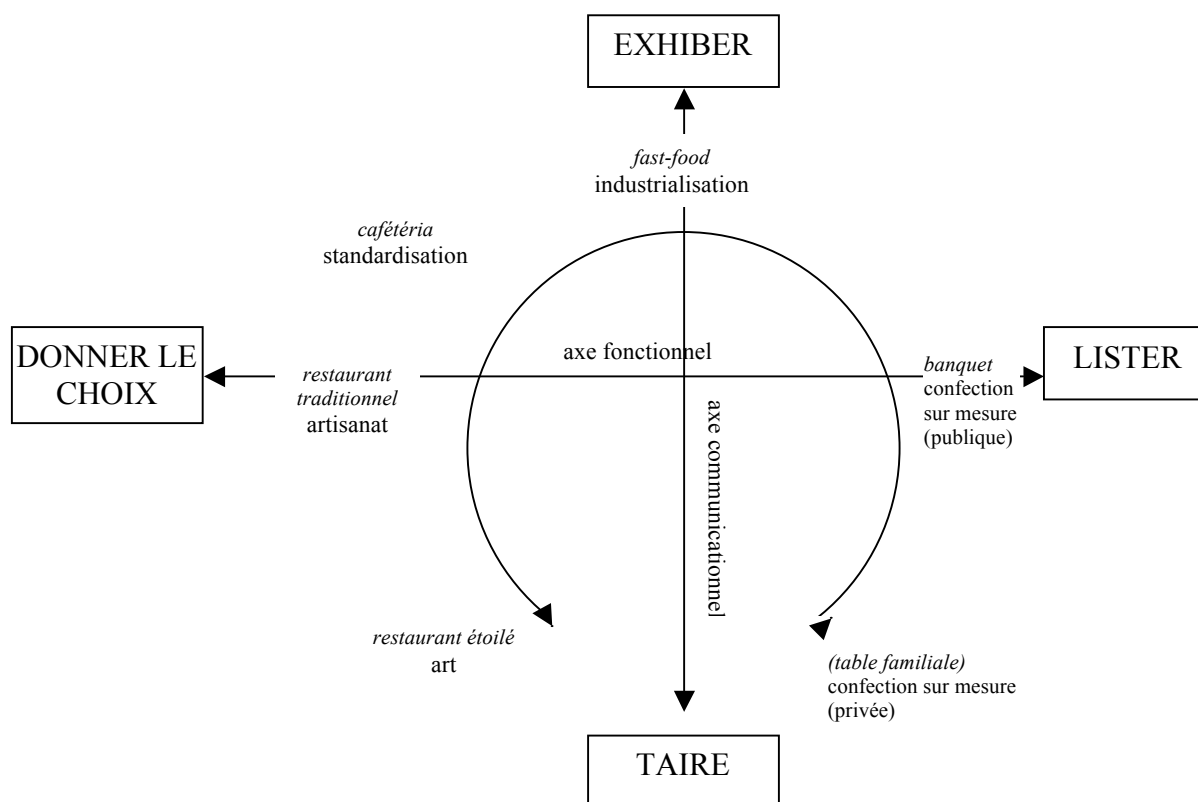 EXHIBER
fast-food
industrialisation
cafétéria
standardisation
DONNER LE
CHOIX
restaurant
traditionnel
artisanat
axe fonctionnel
axe communicationnel
banquet
confection
sur mesure
(publique)
LISTER
restaurant étoilé
art
(table familiale)
confection sur mesure
(privée)
TAIRE